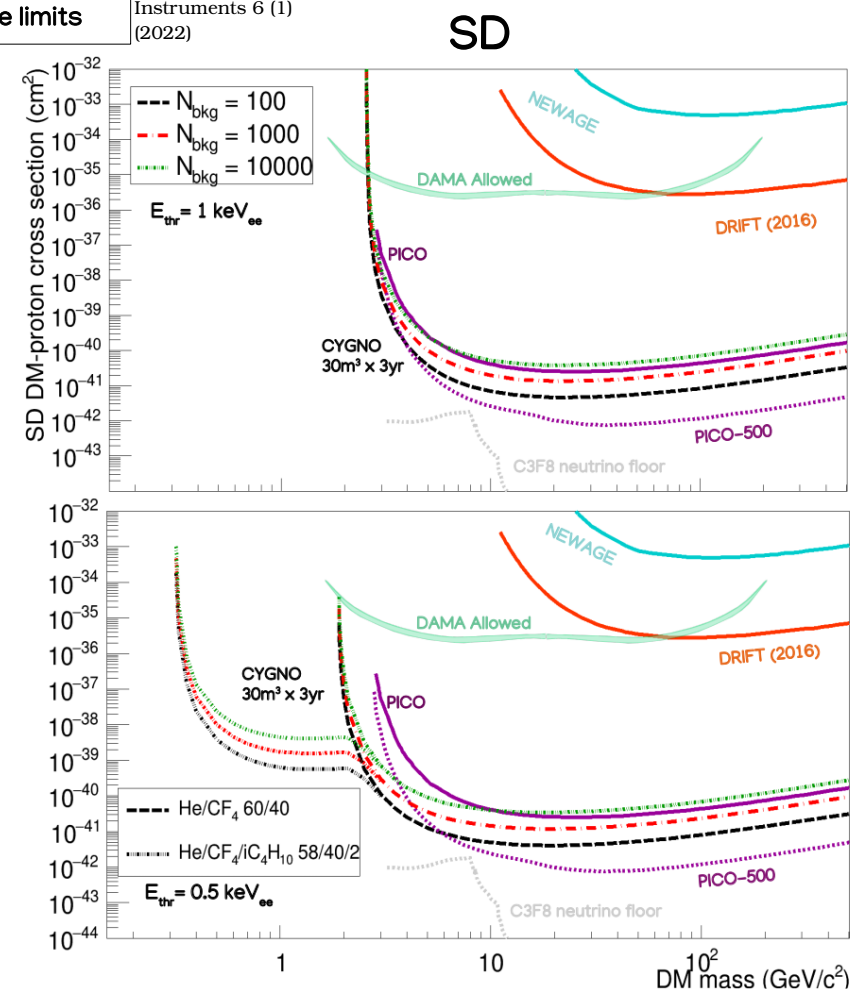 e limits
Instruments 6 (1)
(2022)
SD
SD DM-proton cross section (cm²)
10⁻³²
10⁻³³
10⁻³⁴
10⁻³⁵
10⁻³⁶
10⁻³⁷
10⁻³⁸
10⁻³⁹
10⁻⁴⁰
10⁻⁴¹
10⁻⁴²
10⁻⁴³
N_bkg = 100
N_bkg = 1000
N_bkg = 10000
E_thr = 1 keV_ee
NEWAGE
DAMA Allowed
DRIFT (2016)
PICO
CYGNO
30m³ x 3yr
PICO-500
C3F8 neutrino floor
10⁻³²
10⁻³³
10⁻³⁴
10⁻³⁵
10⁻³⁶
10⁻³⁷
10⁻³⁸
10⁻³⁹
10⁻⁴⁰
10⁻⁴¹
10⁻⁴²
10⁻⁴³
10⁻⁴⁴
NEWAGE
DAMA Allowed
DRIFT (2016)
CYGNO
30m³ x 3yr
PICO
He/CF₄ 60/40
He/CF₄/iC₄H₁₀ 58/40/2
E_thr = 0.5 keV_ee
PICO-500
C3F8 neutrino floor
1
10
10²
DM mass (GeV/c²)